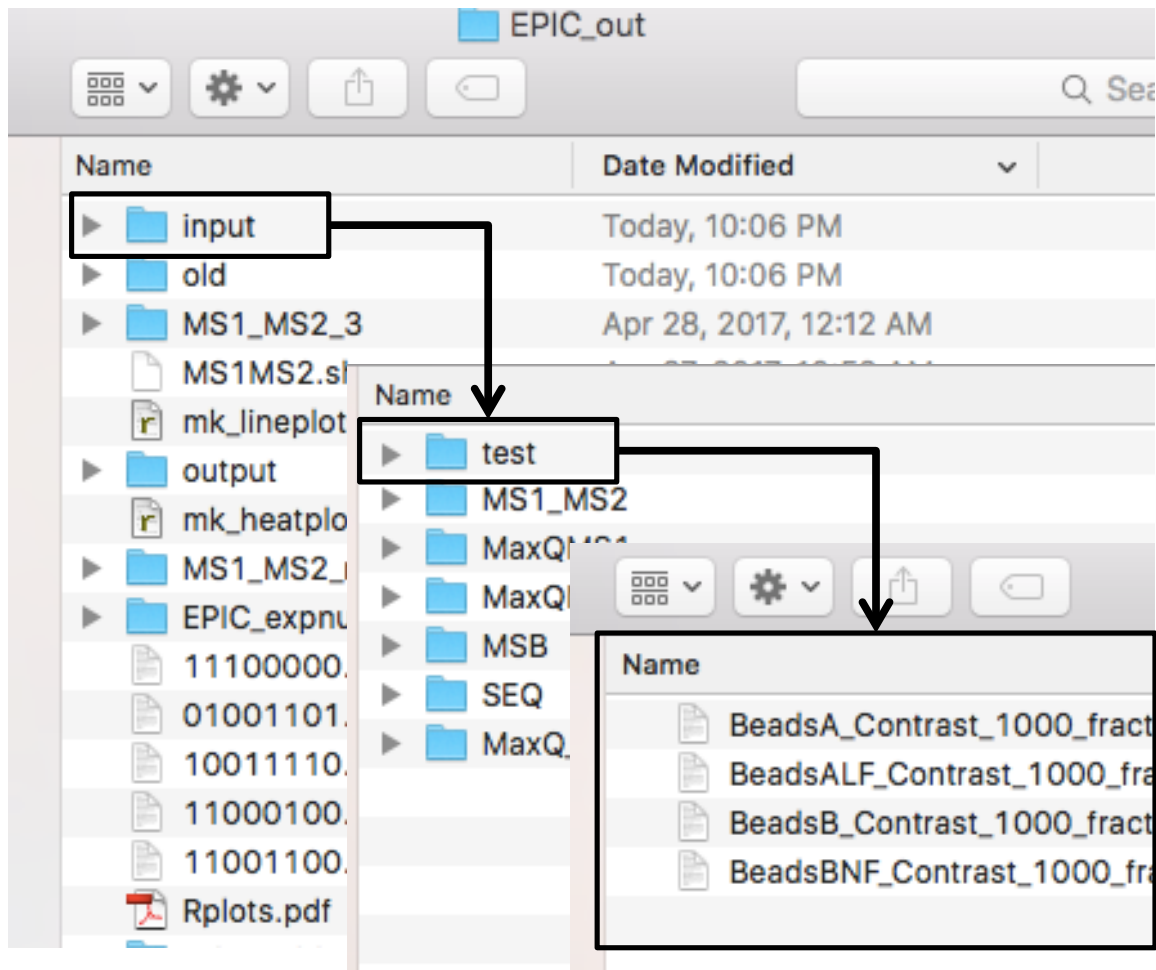 EPIC_out
Sea
Name Date Modified
input Today, 10:06 PM
old Today, 10:06 PM
MS1_MS2_3 Apr 28, 2017, 12:12 AM
MS1MS2.sh
mk_lineplot
output
mk_heatplo
MS1_MS2_
EPIC_expnu
11100000.
01001101.
10011110.
11000100.
11001100.
Rplots.pdf
Name
test
MS1_MS2
MaxQMS1
MaxQ
MSB
SEQ
MaxQ_
Name
BeadsA_Contrast_1000_fract
BeadsALF_Contrast_1000_fra
BeadsB_Contrast_1000_fract
BeadsBNF_Contrast_1000_fra